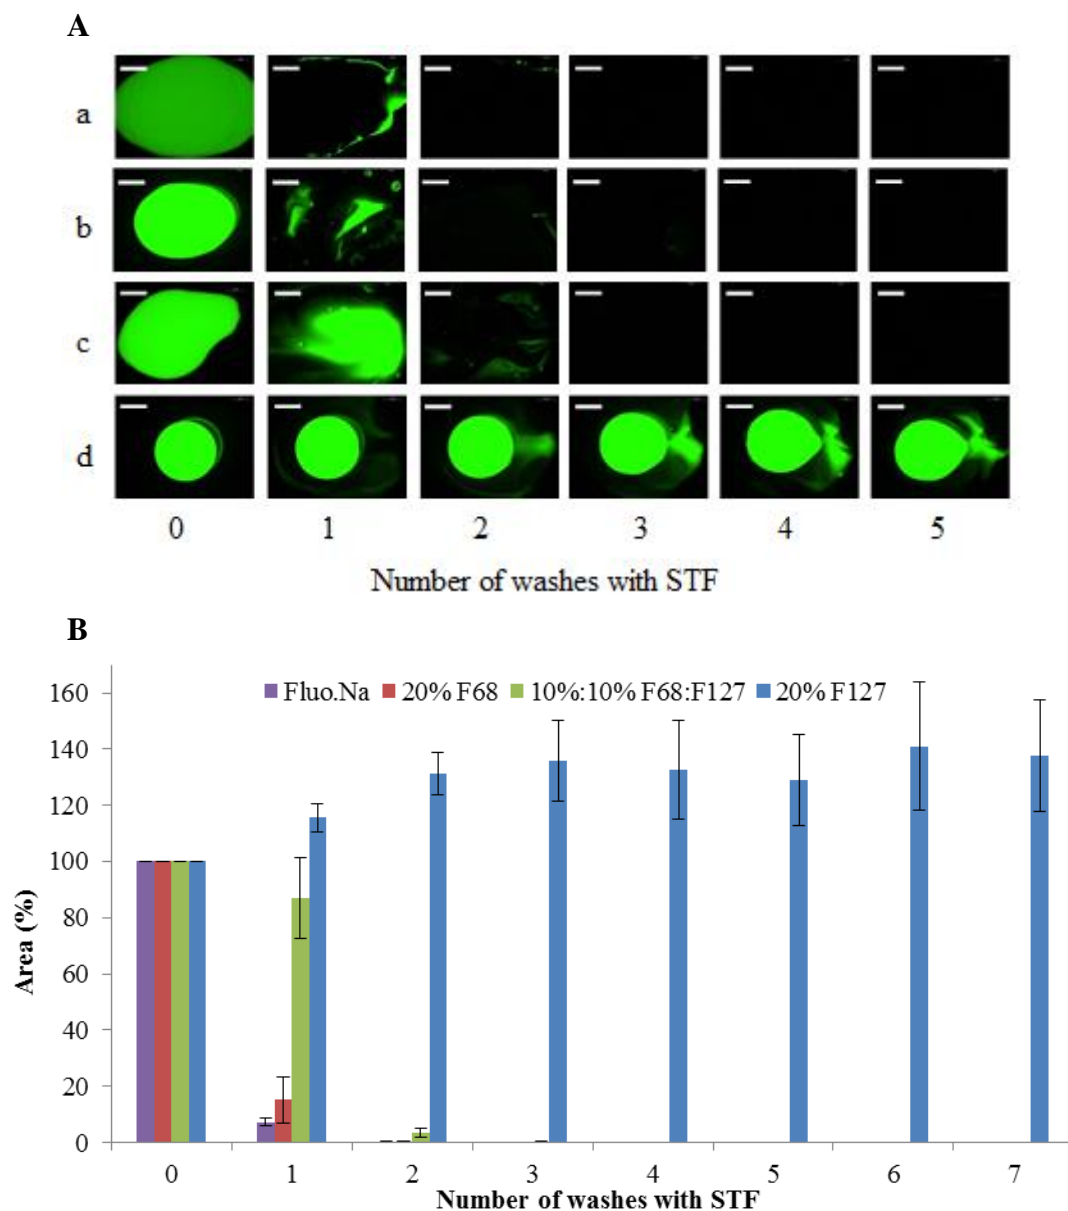 A
a
b
c
d
0 1 2 3 4 5
Number of washes with STF
B
Fluo.Na 20% F68 10%:10% F68:F127 20% F127
160
140
120
100
80
60
40
20
0
Area (%)
0 1 2 3 4 5 6 7
Number of washes with STF